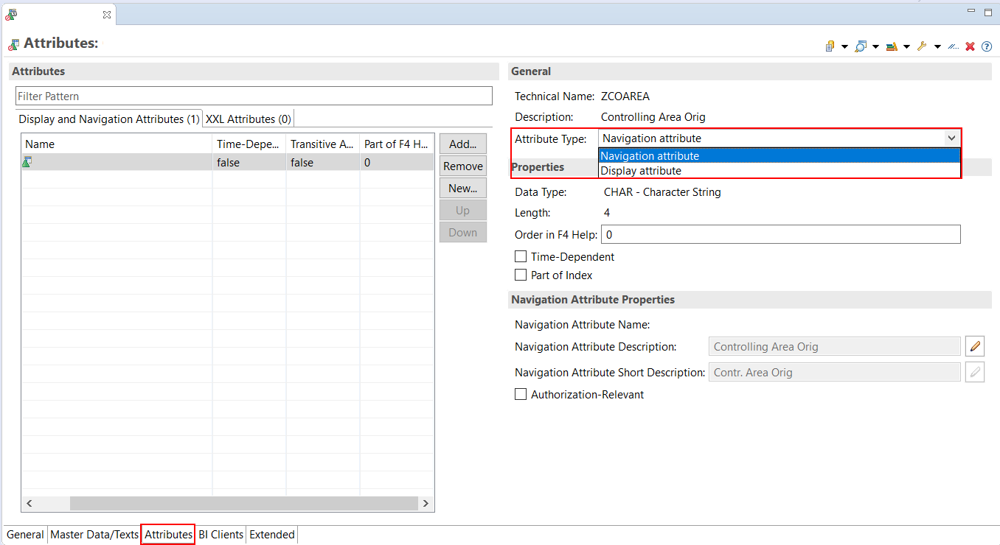 Attributes:
Attributes
Filter Pattern
Display and Navigation Attributes (1) XXL Attributes (0)
Name Time-Depe... Transitive A... Part of F4 H...
false false 0
Add...
Remove
New...
Up
Down
General
Technical Name: ZCOAREA
Description: Controlling Area Orig
Attribute Type: Navigation attribute
Navigation attribute
Display attribute
Properties
Data Type: CHAR - Character String
Length: 4
Order in F4 Help: 0
Time-Dependent
Part of Index
Navigation Attribute Properties
Navigation Attribute Name:
Navigation Attribute Description: Controlling Area Orig
Navigation Attribute Short Description: Contr. Area Orig
Authorization-Relevant
General Master Data/Texts Attributes BI Clients Extended